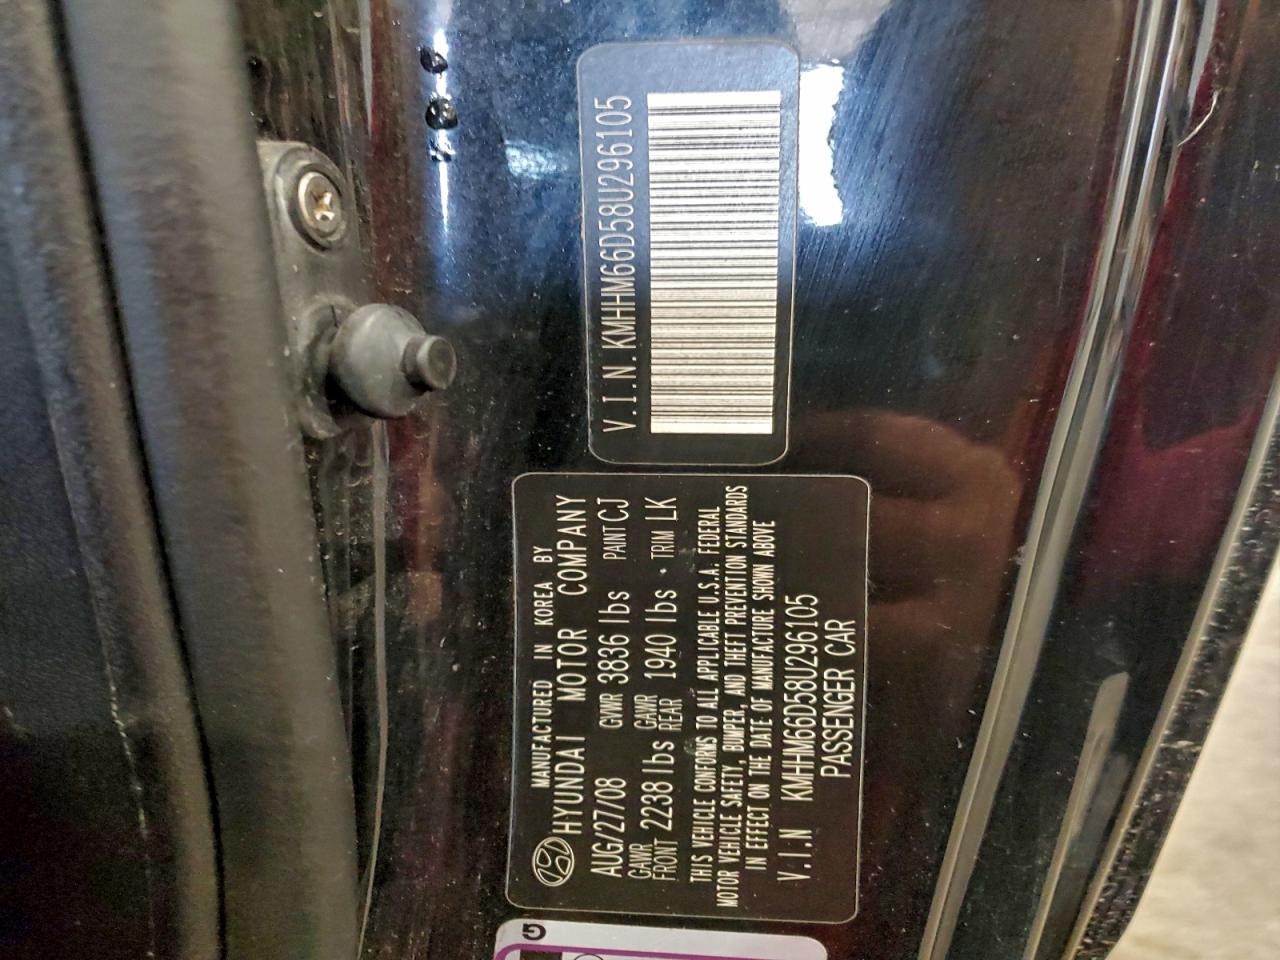 V.I.N. KMHHM66D58U296105
MANUFACTURED IN KOREA BY
HYUNDAI MOTOR COMPANY
AUG/27/08 GVWR 3836 lbs PAINT CJ
GAWR FRONT 2238 lbs GAWR REAR 1940 lbs • TRIM LK
THIS VEHICLE CONFORMS TO ALL APPLICABLE U.S.A. FEDERAL
MOTOR VEHICLE SAFETY, BUMPER, AND THEFT PREVENTION STANDARDS
IN EFFECT ON THE DATE OF MANUFACTURE SHOWN ABOVE
V.I.N KMHHM66D58U296105
PASSENGER CAR